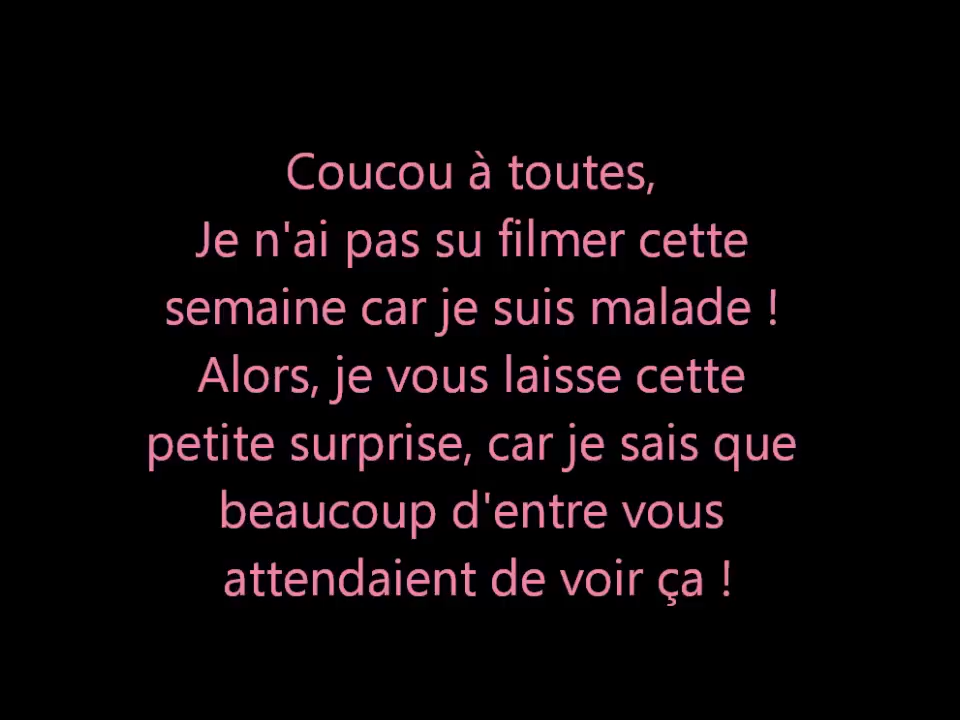 Coucou à toutes,
Je n'ai pas su filmer cette
semaine car je suis malade !
Alors, je vous laisse cette
petite surprise, car je sais que
beaucoup d'entre vous
attendaient de voir ça !